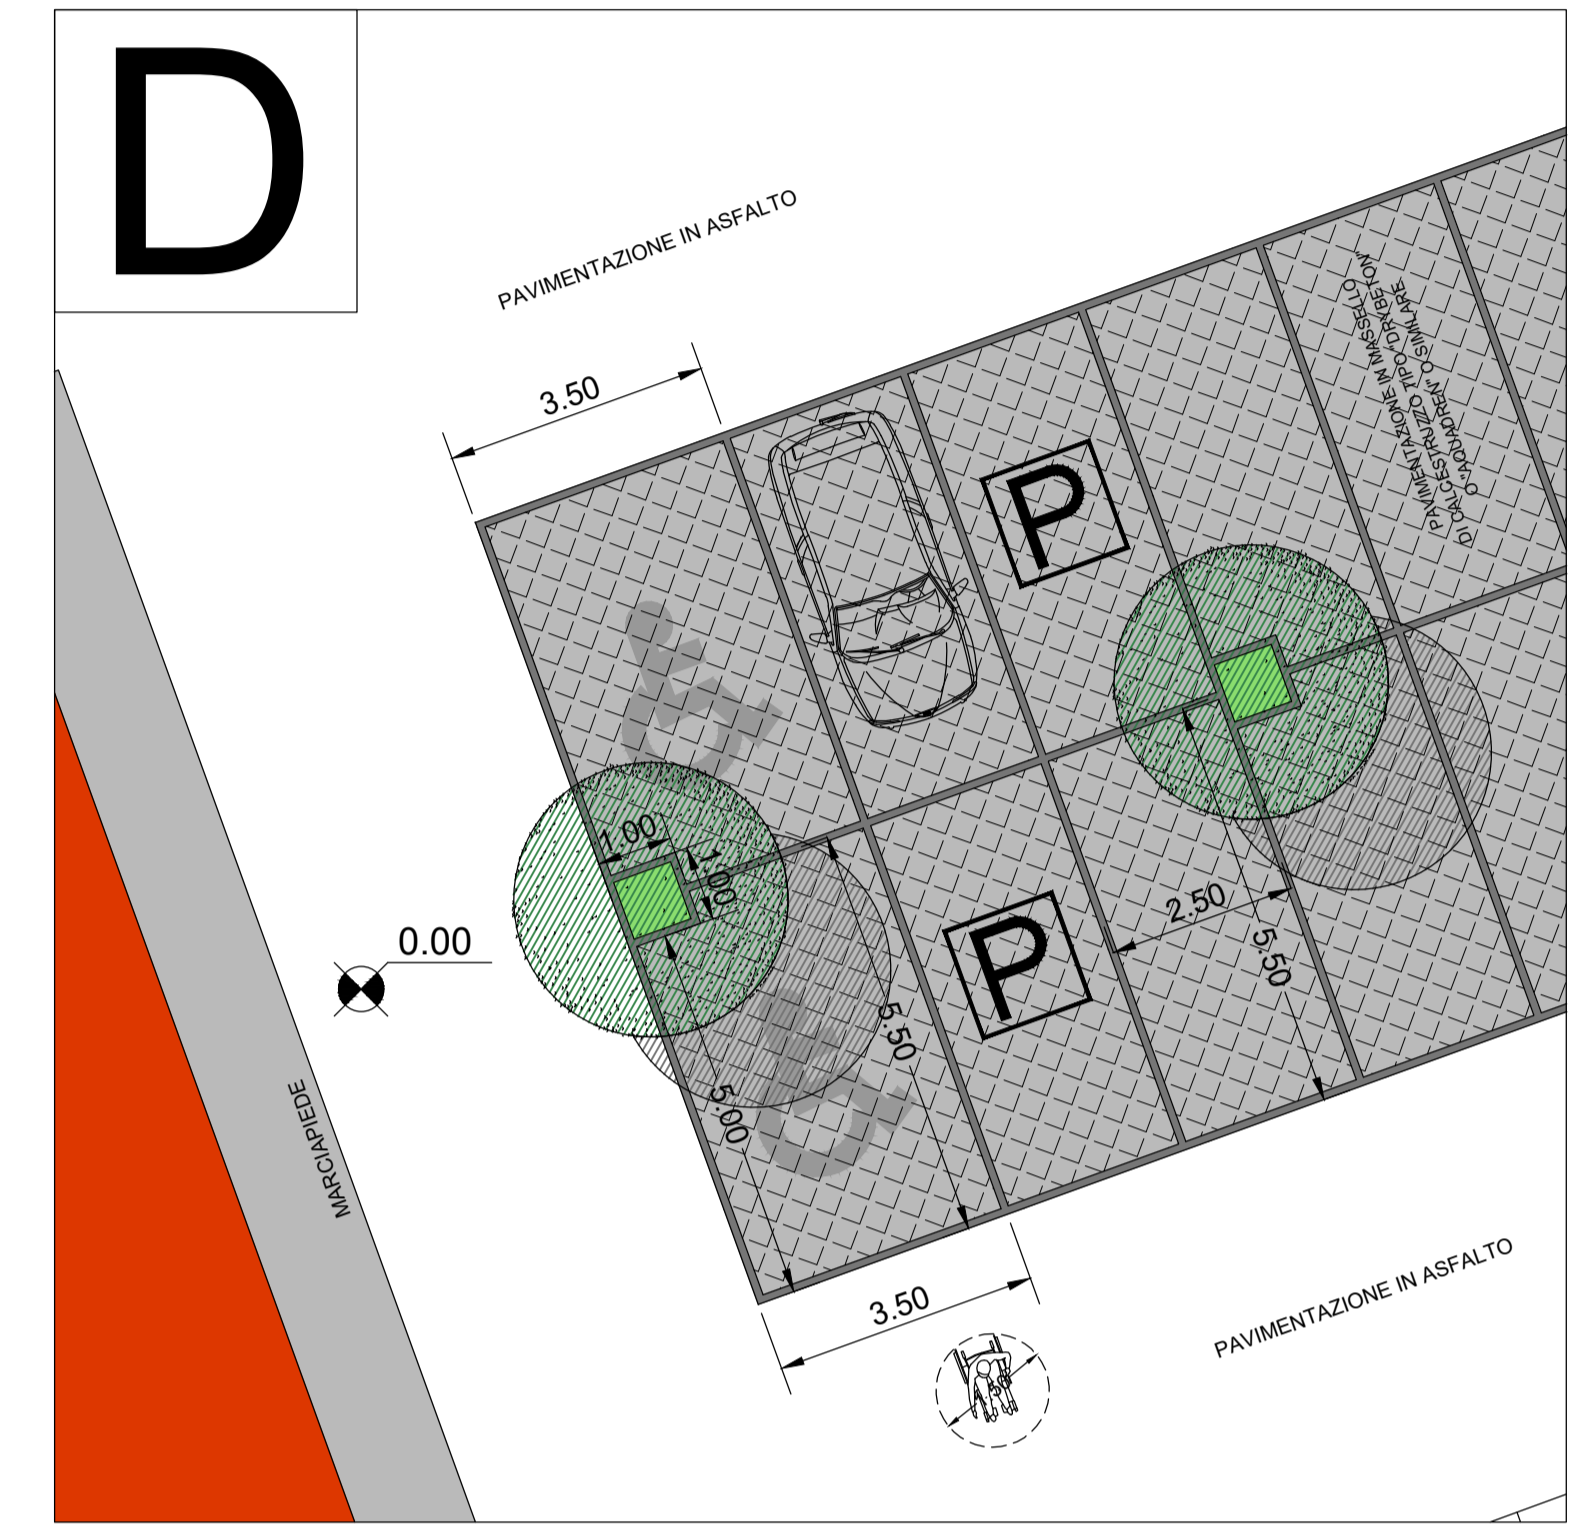 D
PAVIMENTAZIONE IN ASFALTO
3.50
PAVIMENTAZIONE IN MASSELLO
DI CALCESTRUZZO TIPO "DRYBETON"
O "AQUADREN" O SIMILARE
P
1.00
1.00
0.00
2.50
5.50
P
5.50
5.00
MARCIAPIEDE
3.50
PAVIMENTAZIONE IN ASFALTO